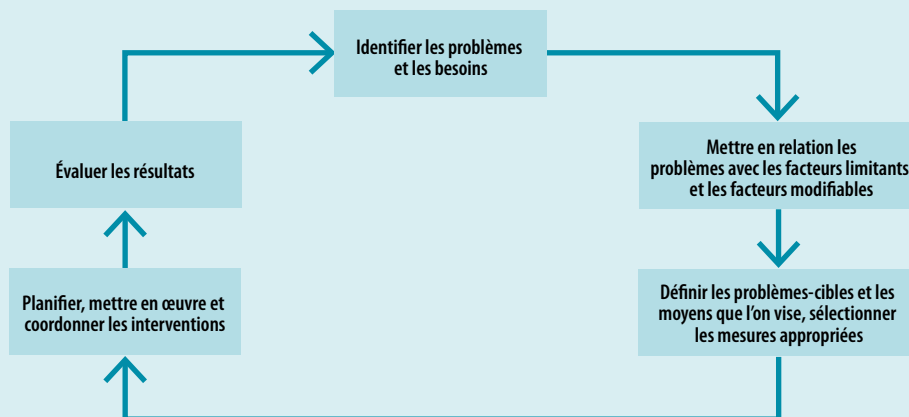 Identifier les problèmes
et les besoins
Mettre en relation les
problèmes avec les facteurs limitants
et les facteurs modifiables
Définir les problèmes-cibles et les
moyens que l'on vise, sélectionner
les mesures appropriées
Planifier, mettre en œuvre et
coordonner les interventions
Évaluer les résultats